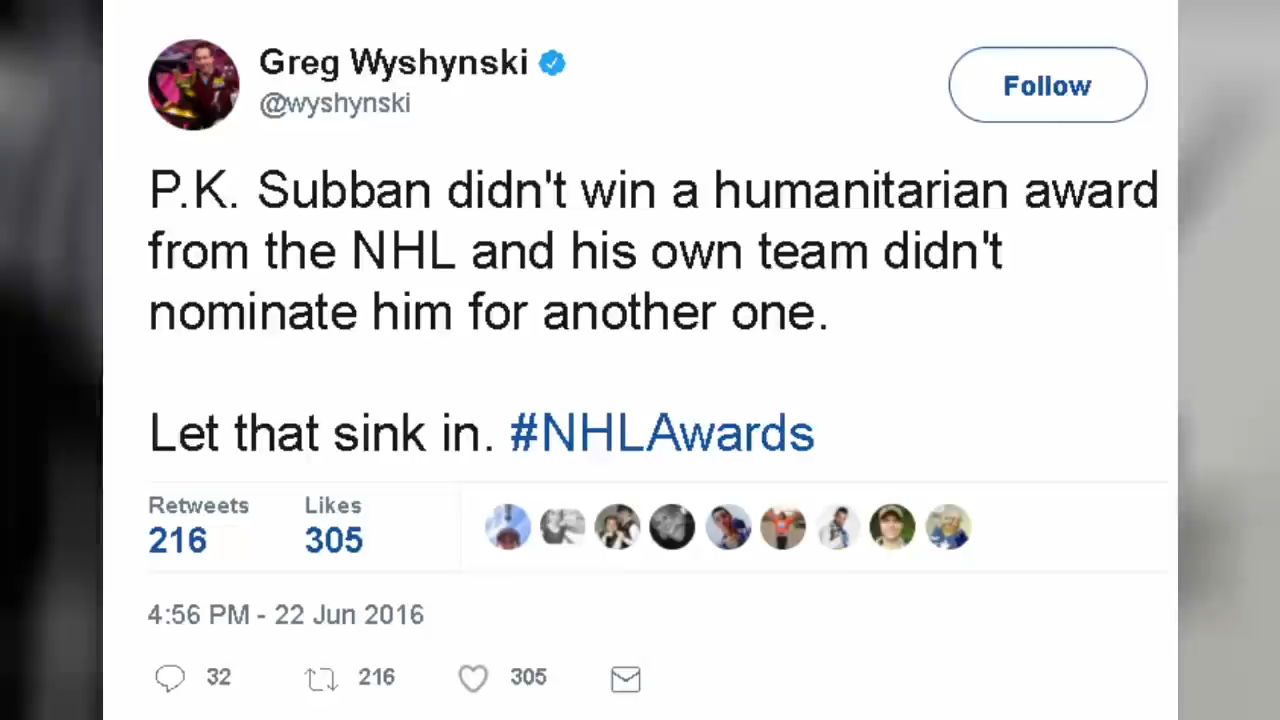 Greg Wyshynski
@wyshynski
Follow
P.K. Subban didn't win a humanitarian award
from the NHL and his own team didn't
nominate him for another one.
Let that sink in. #NHLAwards
Retweets Likes
216 305
4:56 PM - 22 Jun 2016
32 216 305